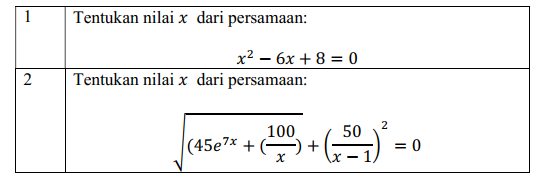 1 Tentukan nilai x dari persamaan:
x² − 6x + 8 = 0
2 Tentukan nilai x dari persamaan:
√((45e^{7x} + (100/x)) + (50/(x − 1))² = 0